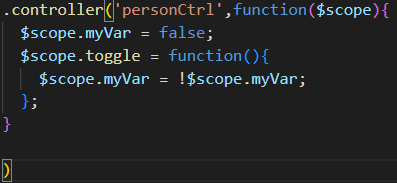 .controller('personCtrl',function($scope){
  $scope.myVar = false;
  $scope.toggle = function(){
    $scope.myVar = !$scope.myVar;
  };
}
)